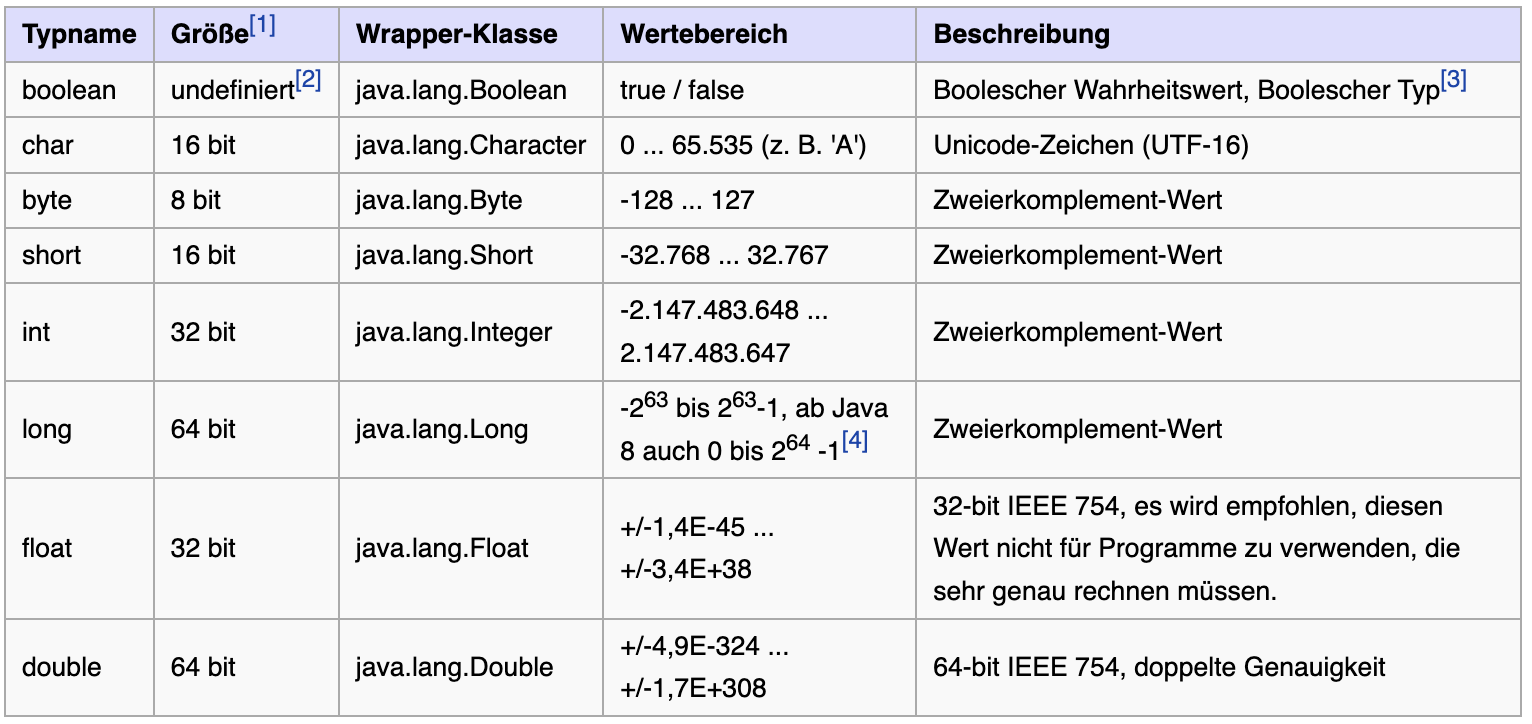 Typname Größe[1] Wrapper-Klasse Wertebereich Beschreibung
boolean undefiniert[2] java.lang.Boolean true / false Boolescher Wahrheitswert, Boolescher Typ[3]
char 16 bit java.lang.Character 0 ... 65.535 (z. B. 'A') Unicode-Zeichen (UTF-16)
byte 8 bit java.lang.Byte -128 ... 127 Zweierkomplement-Wert
short 16 bit java.lang.Short -32.768 ... 32.767 Zweierkomplement-Wert
int 32 bit java.lang.Integer -2.147.483.648 ...
2.147.483.647 Zweierkomplement-Wert
long 64 bit java.lang.Long -2⁶³ bis 2⁶³-1, ab Java
8 auch 0 bis 2⁶⁴ -1[4] Zweierkomplement-Wert
float 32 bit java.lang.Float +/-1,4E-45 ...
+/-3,4E+38 32-bit IEEE 754, es wird empfohlen, diesen
Wert nicht für Programme zu verwenden, die
sehr genau rechnen müssen.
double 64 bit java.lang.Double +/-4,9E-324 ...
+/-1,7E+308 64-bit IEEE 754, doppelte Genauigkeit